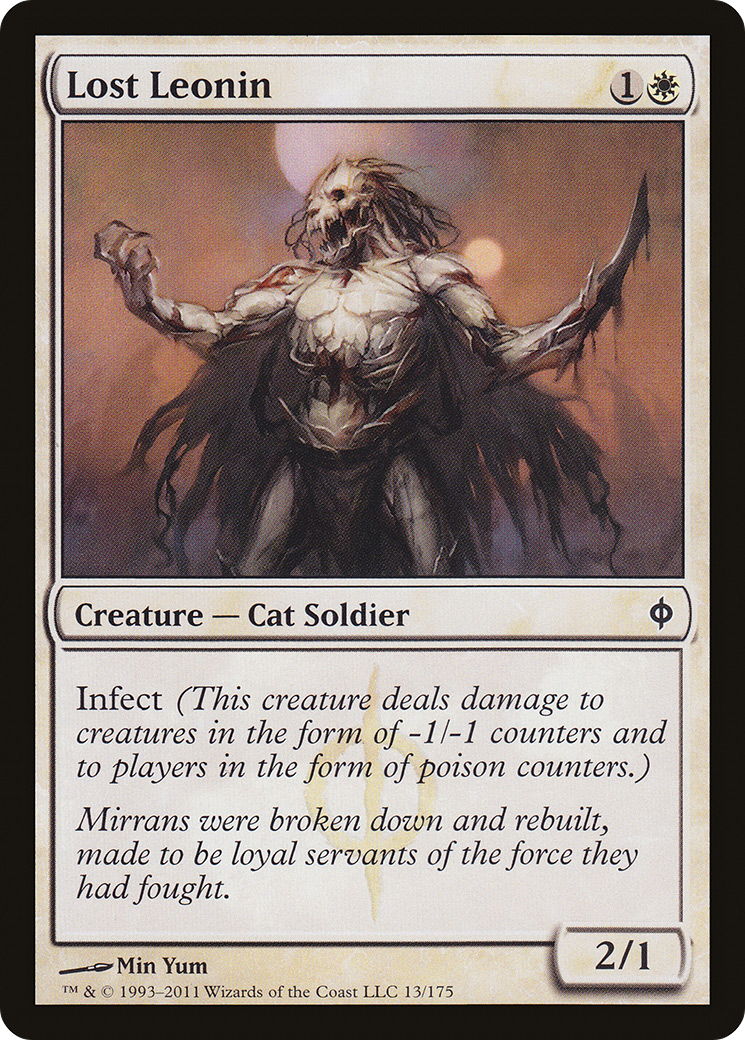 Lost Leonin 1
Creature — Cat Soldier
Infect (This creature deals damage to
creatures in the form of -1/-1 counters and
to players in the form of poison counters.)
Mirrans were broken down and rebuilt,
made to be loyal servants of the force they
had fought.
2/1
Min Yum
™ & © 1993–2011 Wizards of the Coast LLC 13/175